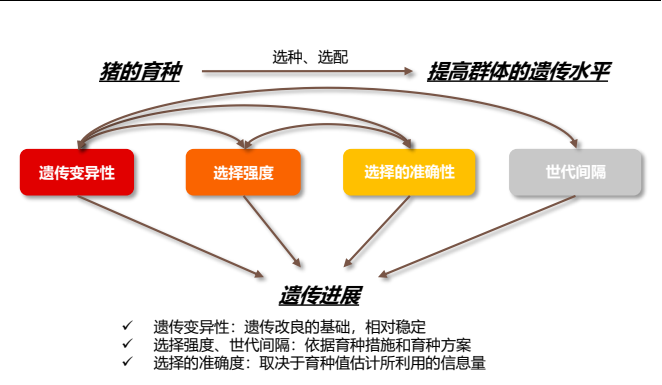 选种、选配
猪的育种
提高群体的遗传水平
遗传变异性
选择强度
选择的准确性
世代间隔
遗传进展
✓ 遗传变异性：遗传改良的基础，相对稳定
✓ 选择强度、世代间隔：依据育种措施和育种方案
✓ 选择的准确度：取决于育种值估计所利用的信息量